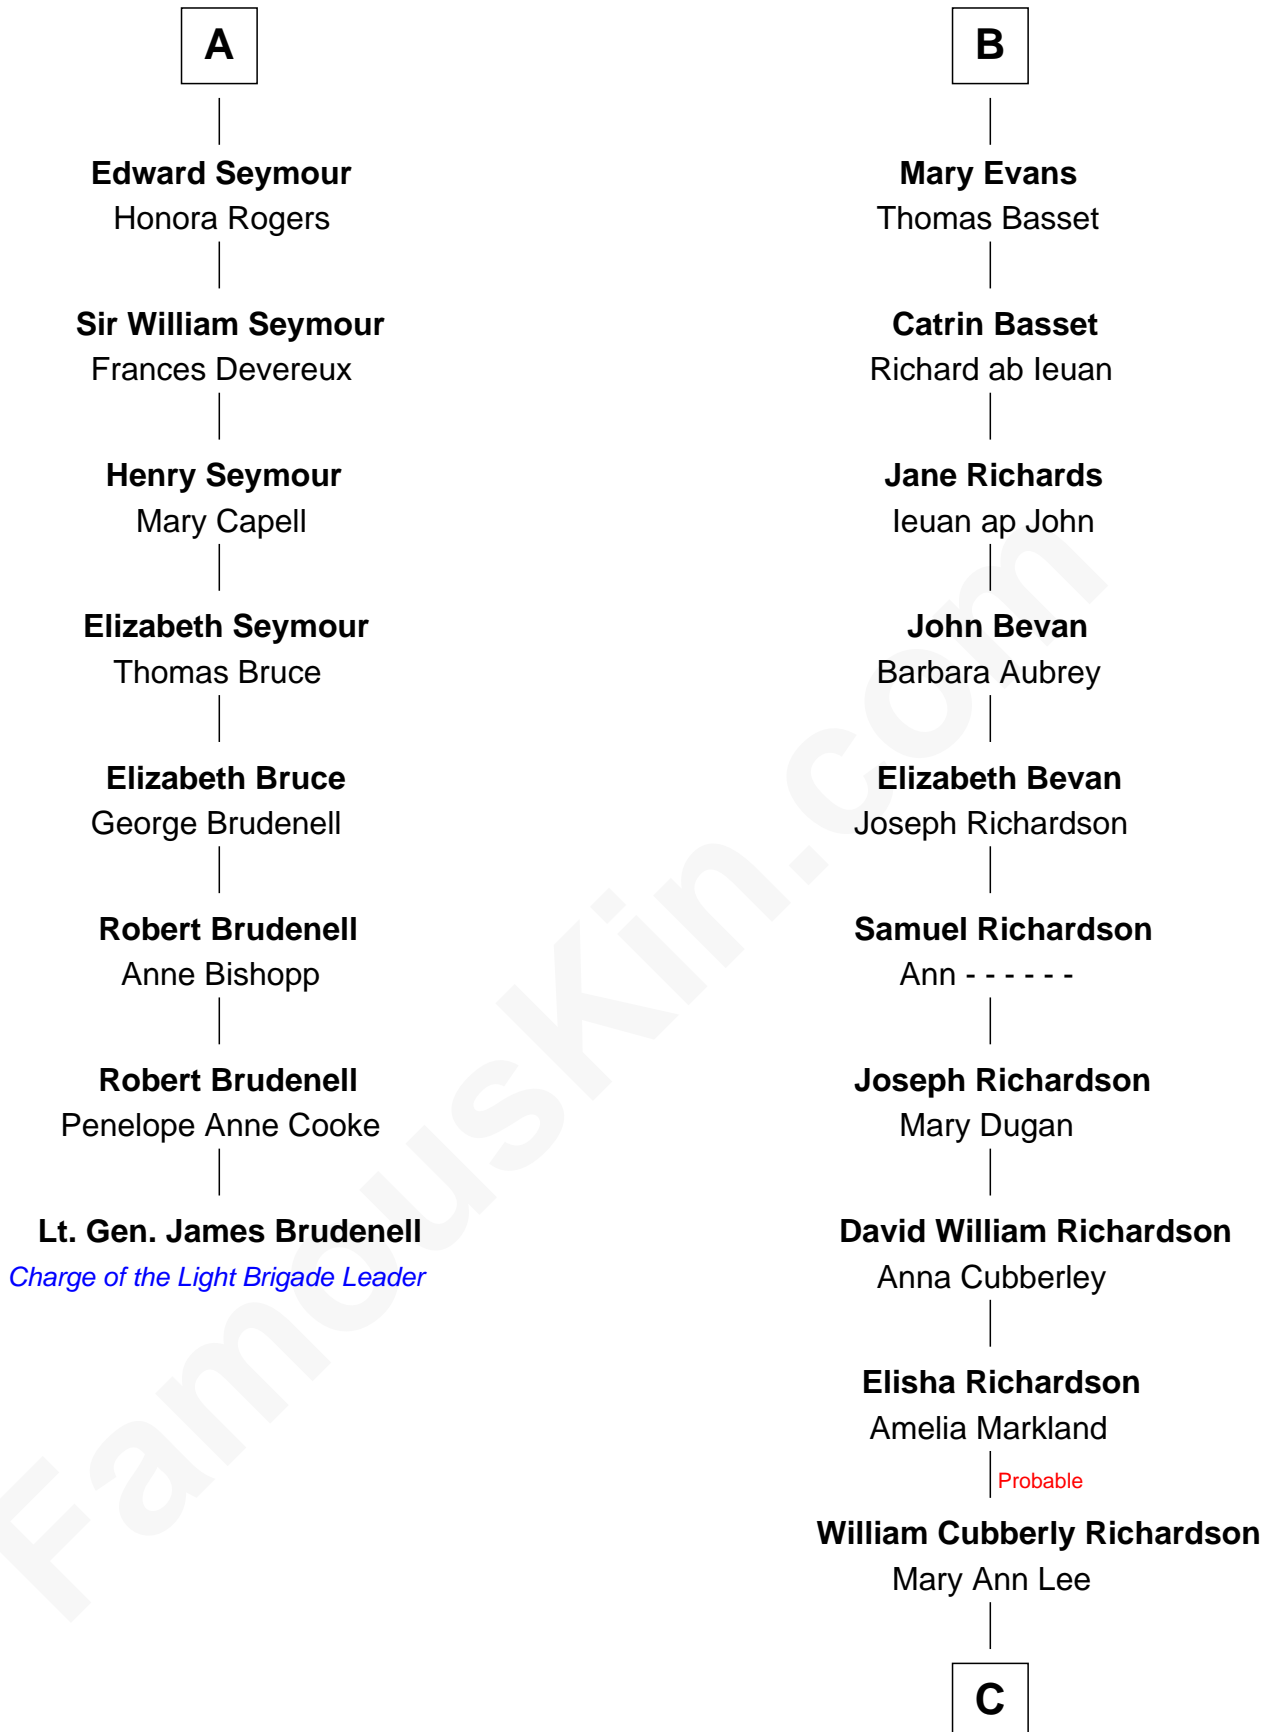 A
Edward Seymour
Honora Rogers
Sir William Seymour
Frances Devereux
Henry Seymour
Mary Capell
Elizabeth Seymour
Thomas Bruce
Elizabeth Bruce
George Brudenell
Robert Brudenell
Anne Bishopp
Robert Brudenell
Penelope Anne Cooke
Lt. Gen. James Brudenell
Charge of the Light Brigade Leader
B
Mary Evans
Thomas Basset
Catrin Basset
Richard ab Ieuan
Jane Richards
Ieuan ap John
John Bevan
Barbara Aubrey
Elizabeth Bevan
Joseph Richardson
Samuel Richardson
Ann - - - - - -
Joseph Richardson
Mary Dugan
David William Richardson
Anna Cubberley
Elisha Richardson
Amelia Markland
Probable
William Cubberly Richardson
Mary Ann Lee
C
FamousKin.com